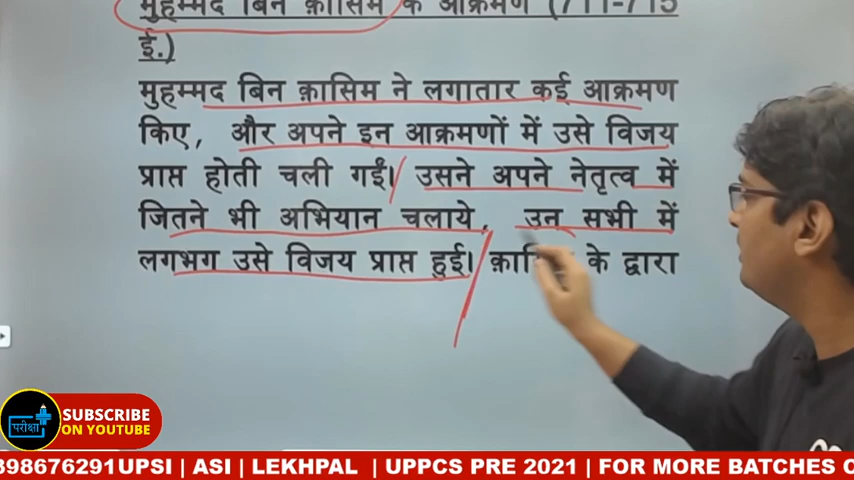 मुहम्मद बिन क़ासिम के आक्रमण (711-715
ई.)
मुहम्मद बिन क़ासिम ने लगातार कई आक्रमण
किए, और अपने इन आक्रमणों में उसे विजय
प्राप्त होती चली गईं। उसने अपने नेतृत्व में
जितने भी अभियान चलाये, उन सभी में
लगभग उसे विजय प्राप्त हुई। के द्वारा
परीक्षा
SUBSCRIBE
ON YOUTUBE
398676291UPSI | ASI | LEKHPAL | UPPCS PRE 2021 | FOR MORE BATCHES